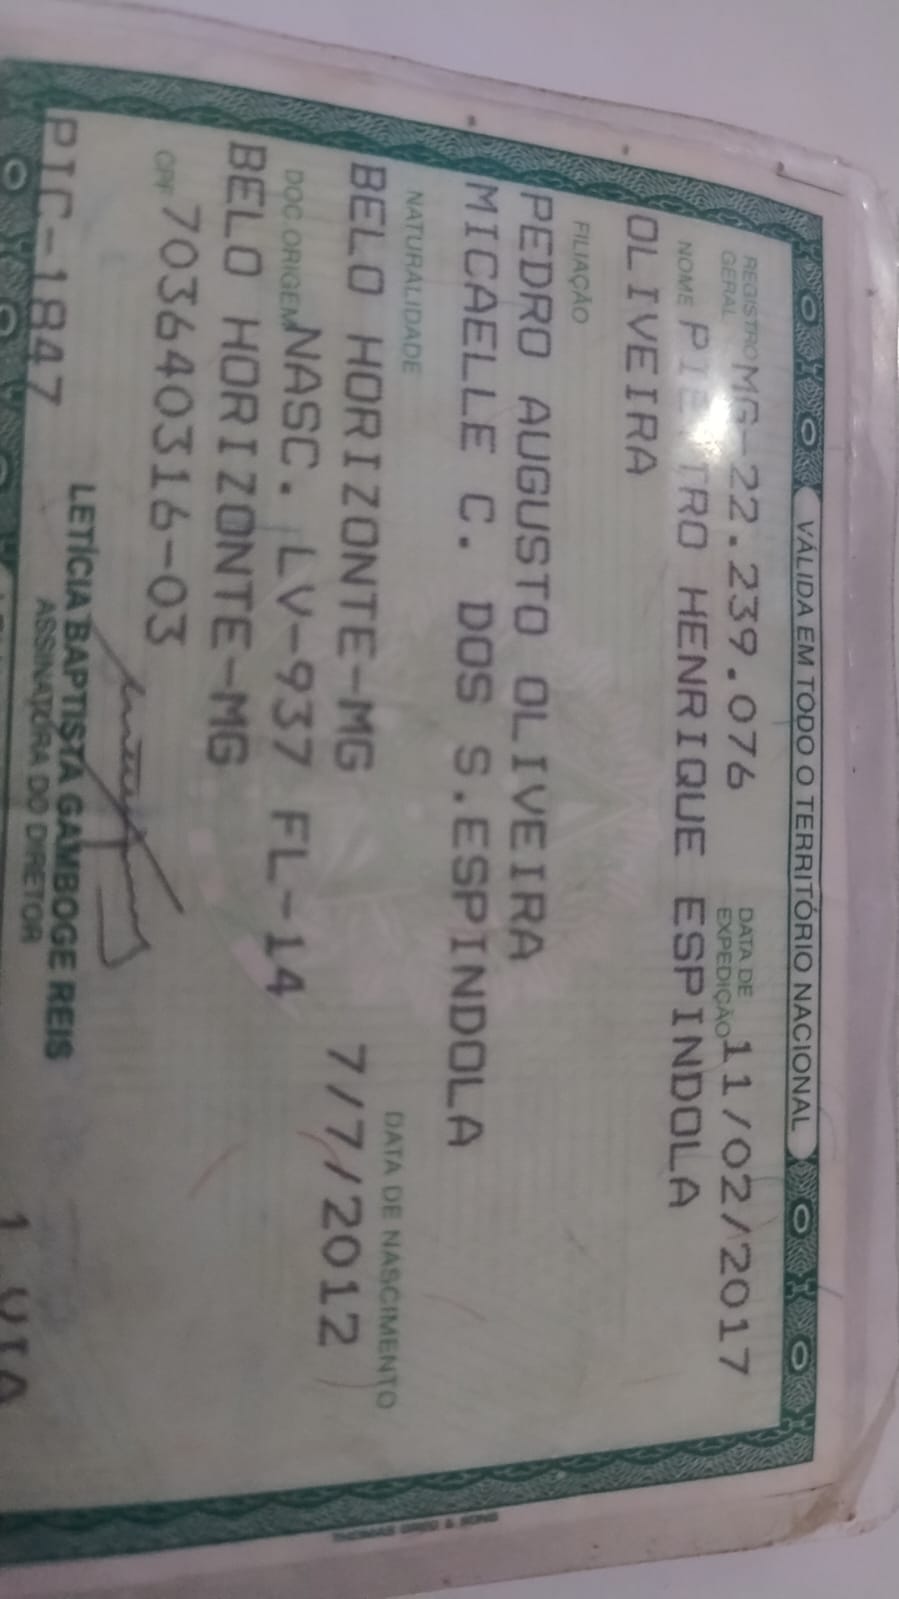 VÁLIDA EM TODO O TERRITÓRIO NACIONAL
REGISTRO GERAL MG-22.239.076 DATA DE EXPEDIÇÃO 11/02/2017
NOME PIETRO HENRIQUE ESPINDOLA
OLIVEIRA
FILIAÇÃO
PEDRO AUGUSTO OLIVEIRA
MICAELLE C. DOS S.ESPINDOLA
NATURALIDADE DATA DE NASCIMENTO
BELO HORIZONTE-MG 7/7/2012
DOC.ORIGEM NASC. LV-937 FL-14
BELO HORIZONTE-MG
CPF 703640316-03
PIC-1847
LETÍCIA BAPTISTA GAMBOGE REIS
ASSINATURA DO DIRETOR
1 VIA